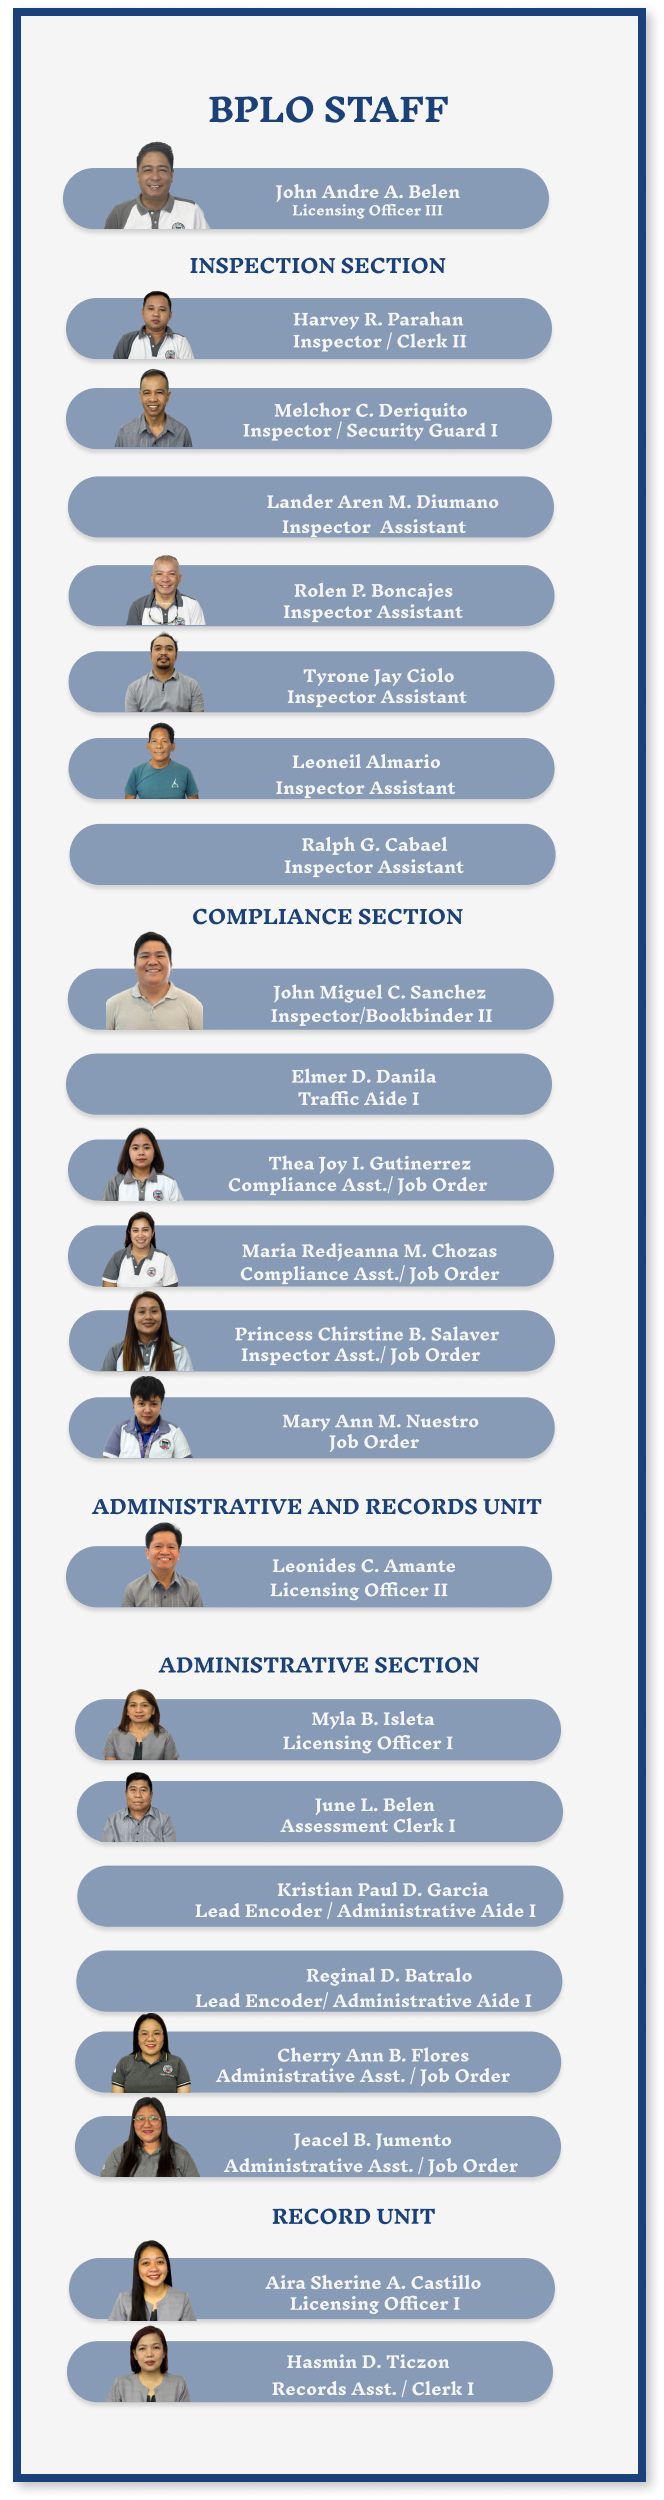 BPLO STAFF
John Andre A. Belen
Licensing Officer III
INSPECTION SECTION
Harvey R. Parahan
Inspector / Clerk II
Melchor C. Deriquito
Inspector / Security Guard I
Lander Aren M. Diumano
Inspector Assistant
Rolen P. Boncajes
Inspector Assistant
Tyrone Jay Ciolo
Inspector Assistant
Leoneil Almario
Inspector Assistant
Ralph G. Cabael
Inspector Assistant
COMPLIANCE SECTION
John Miguel C. Sanchez
Inspector/Bookbinder II
Elmer D. Danila
Traffic Aide I
Thea Joy I. Gutinerrez
Compliance Asst./ Job Order
Maria Redjeanna M. Chozas
Compliance Asst./ Job Order
Princess Chirstine B. Salaver
Inspector Asst./ Job Order
Mary Ann M. Nuestro
Job Order
ADMINISTRATIVE AND RECORDS UNIT
Leonides C. Amante
Licensing Officer II
ADMINISTRATIVE SECTION
Myla B. Isleta
Licensing Officer I
June L. Belen
Assessment Clerk I
Kristian Paul D. Garcia
Lead Encoder / Administrative Aide I
Reginal D. Batralo
Lead Encoder/ Administrative Aide I
Cherry Ann B. Flores
Administrative Asst. / Job Order
Jeacel B. Jumento
Administrative Asst. / Job Order
RECORD UNIT
Aira Sherine A. Castillo
Licensing Officer I
Hasmin D. Ticzon
Records Asst. / Clerk I